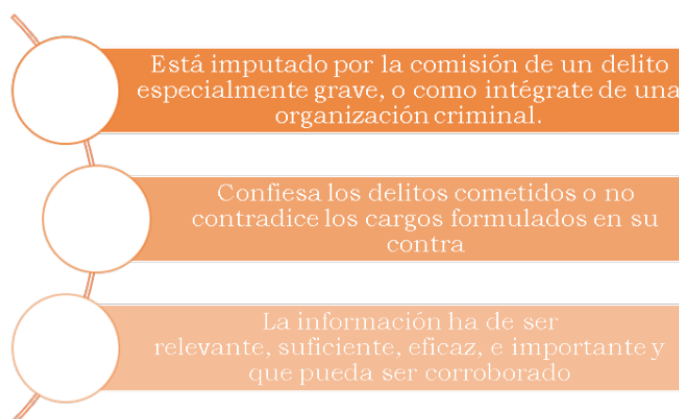 Está imputado por la comisión de un delito
especialmente grave, o como intégrate de una
organización criminal.
Confiesa los delitos cometidos o no
contradice los cargos formulados en su
contra
La información ha de ser
relevante, suficiente, eficaz, e importante y
que pueda ser corroborado